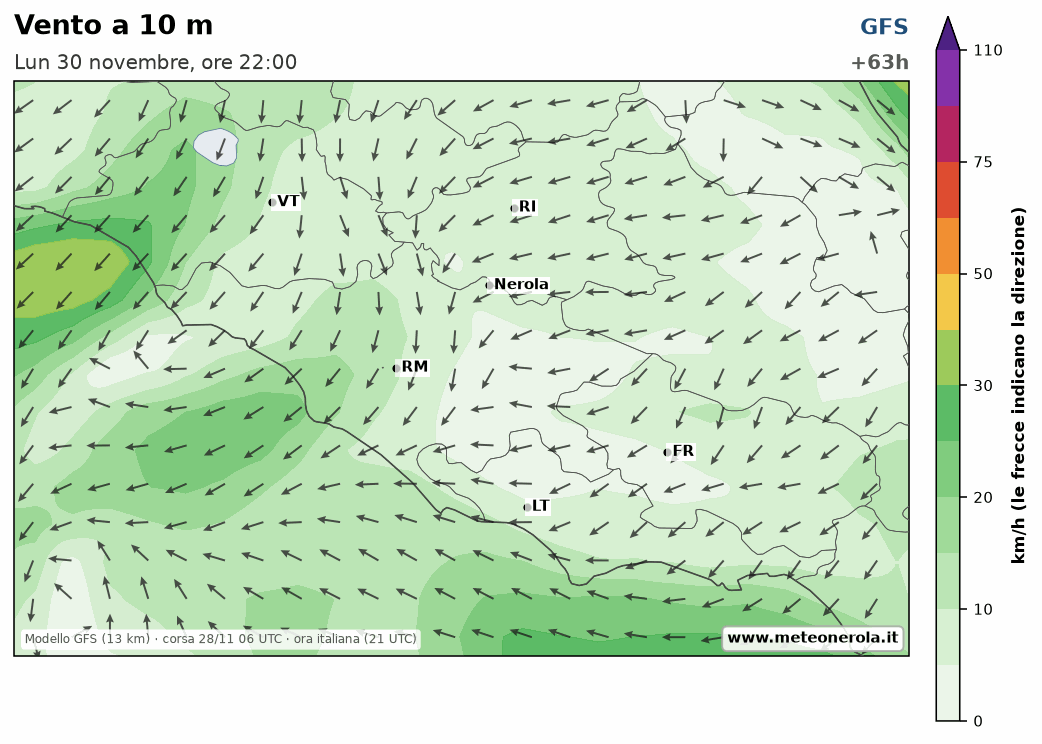 Vento a 10 m
GFS
Lun 30 novembre, ore 22:00
+63h
VT
RI
Nerola
RM
FR
LT
Modello GFS (13 km) · corsa 28/11 06 UTC · ora italiana (21 UTC)
www.meteonerola.it
110
75
50
30
20
10
0
km/h (le frecce indicano la direzione)